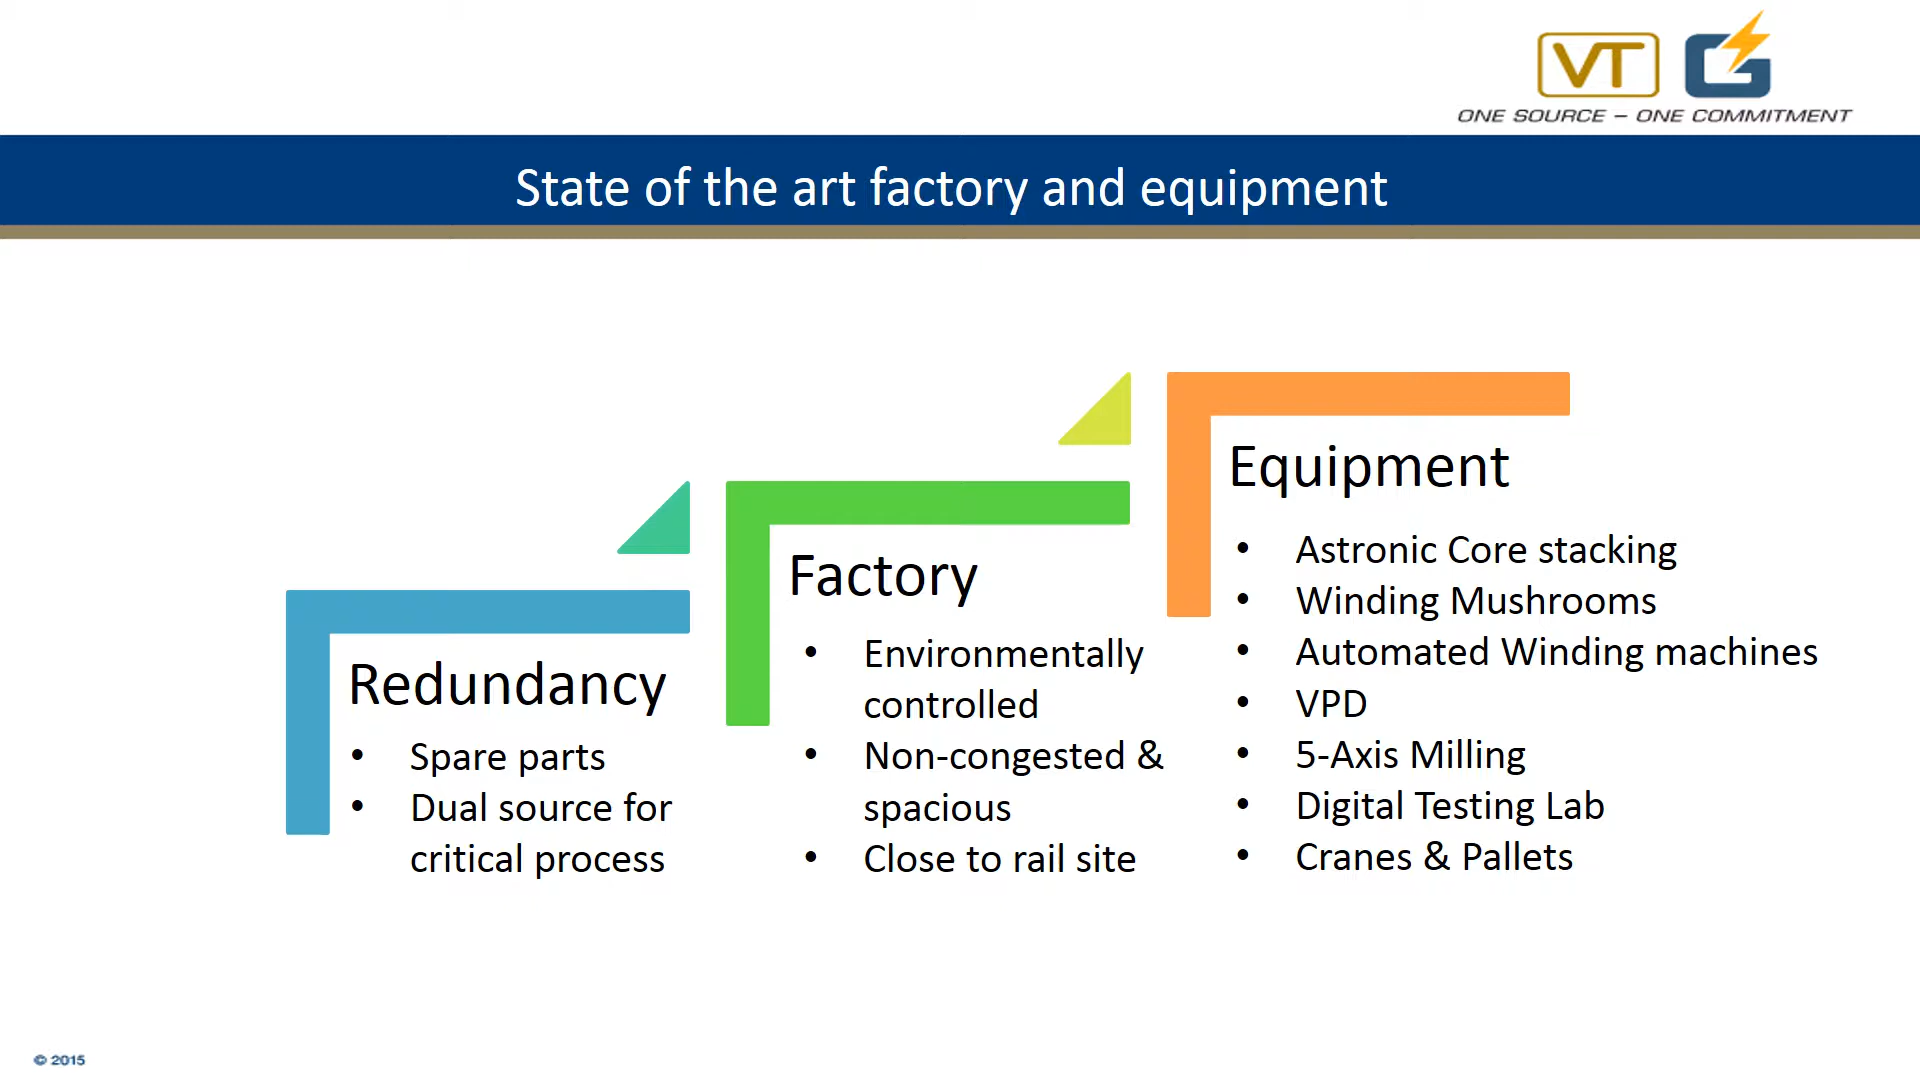 VT G
ONE SOURCE – ONE COMMITMENT
State of the art factory and equipment
Redundancy
• Spare parts
• Dual source for
critical process
Factory
• Environmentally
controlled
• Non-congested &
spacious
• Close to rail site
Equipment
• Astronic Core stacking
• Winding Mushrooms
• Automated Winding machines
• VPD
• 5-Axis Milling
• Digital Testing Lab
• Cranes & Pallets
© 2015